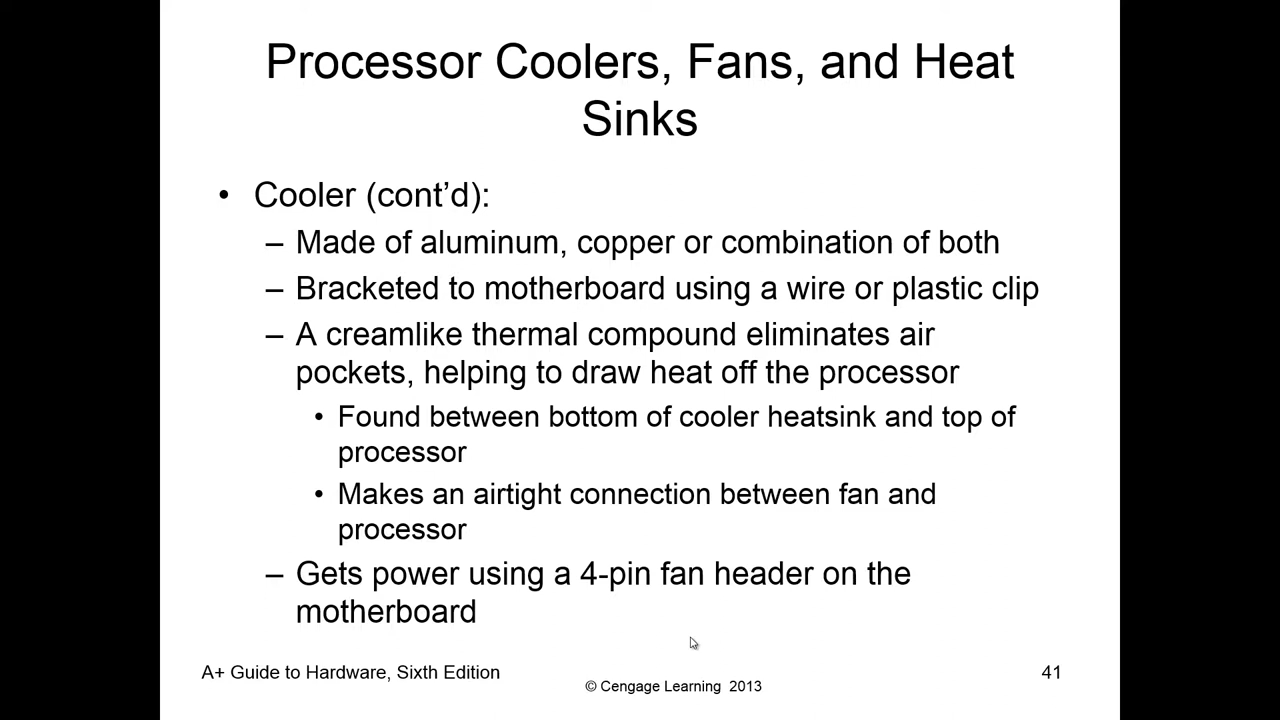 Processor Coolers, Fans, and Heat
Sinks
• Cooler (cont’d):
– Made of aluminum, copper or combination of both
– Bracketed to motherboard using a wire or plastic clip
– A creamlike thermal compound eliminates air
pockets, helping to draw heat off the processor
• Found between bottom of cooler heatsink and top of
processor
• Makes an airtight connection between fan and
processor
– Gets power using a 4-pin fan header on the
motherboard
A+ Guide to Hardware, Sixth Edition
© Cengage Learning 2013
41